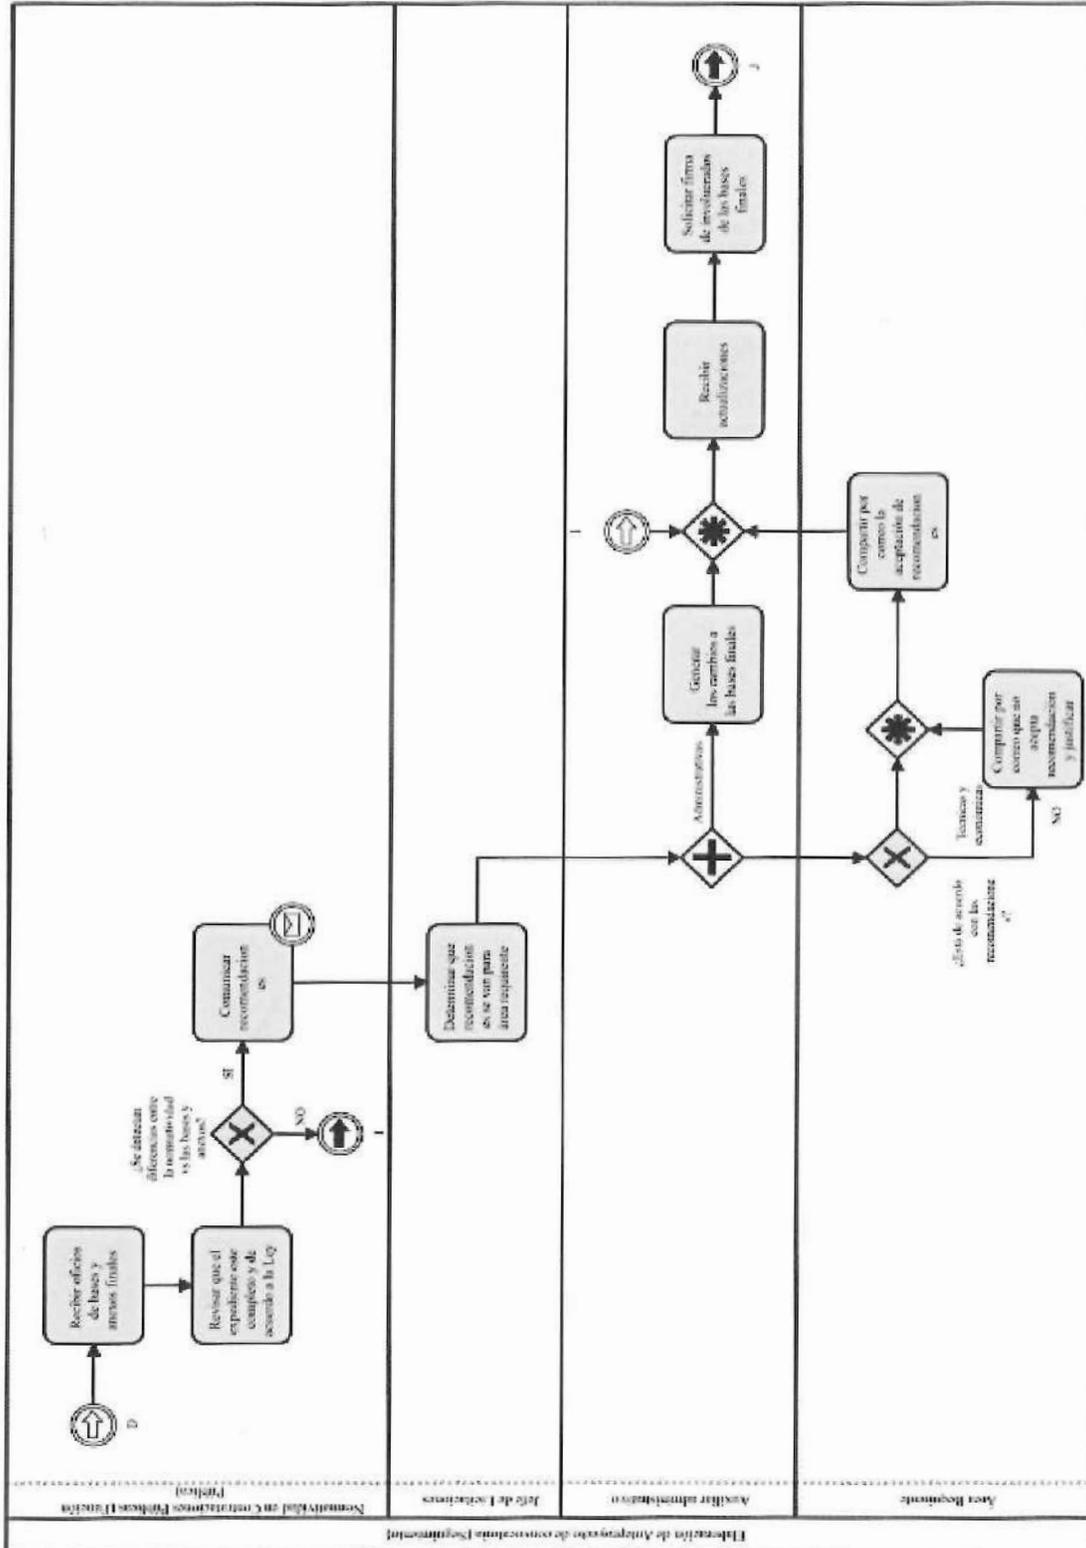 Elaboración de Anteproyecto de convocatoria [Seguimiento]
Normatividad en Contrataciones Públicas [Función
Pública]
D
Recibir oficios
de bases y
anexos finales
Revisar que el
expediente este
completo y de
acuerdo a la Ley
¿Se detectan
diferencias entre
la normatividad
vs las bases y
anexos?
SI
NO
I
Comunicar
recomendacion
es
Jefe de Licitaciones
Determinar que
recomendacion
es se van para
área requirente
Auxiliar administrativo
Administrativas
Generar
los cambios a
las bases finales
I
Recibir
actualizaciones
Solicitar firma
de involucrados
de las bases
finales
J
Área Requirente
¿Está de acuerdo
con las
recomendacione
s?
Tecnicas y
economicas
NO
Compartir por
correo que no
acepta
recomendacion
y justificar
Compartir por
correo la
aceptación de
recomendacion
es